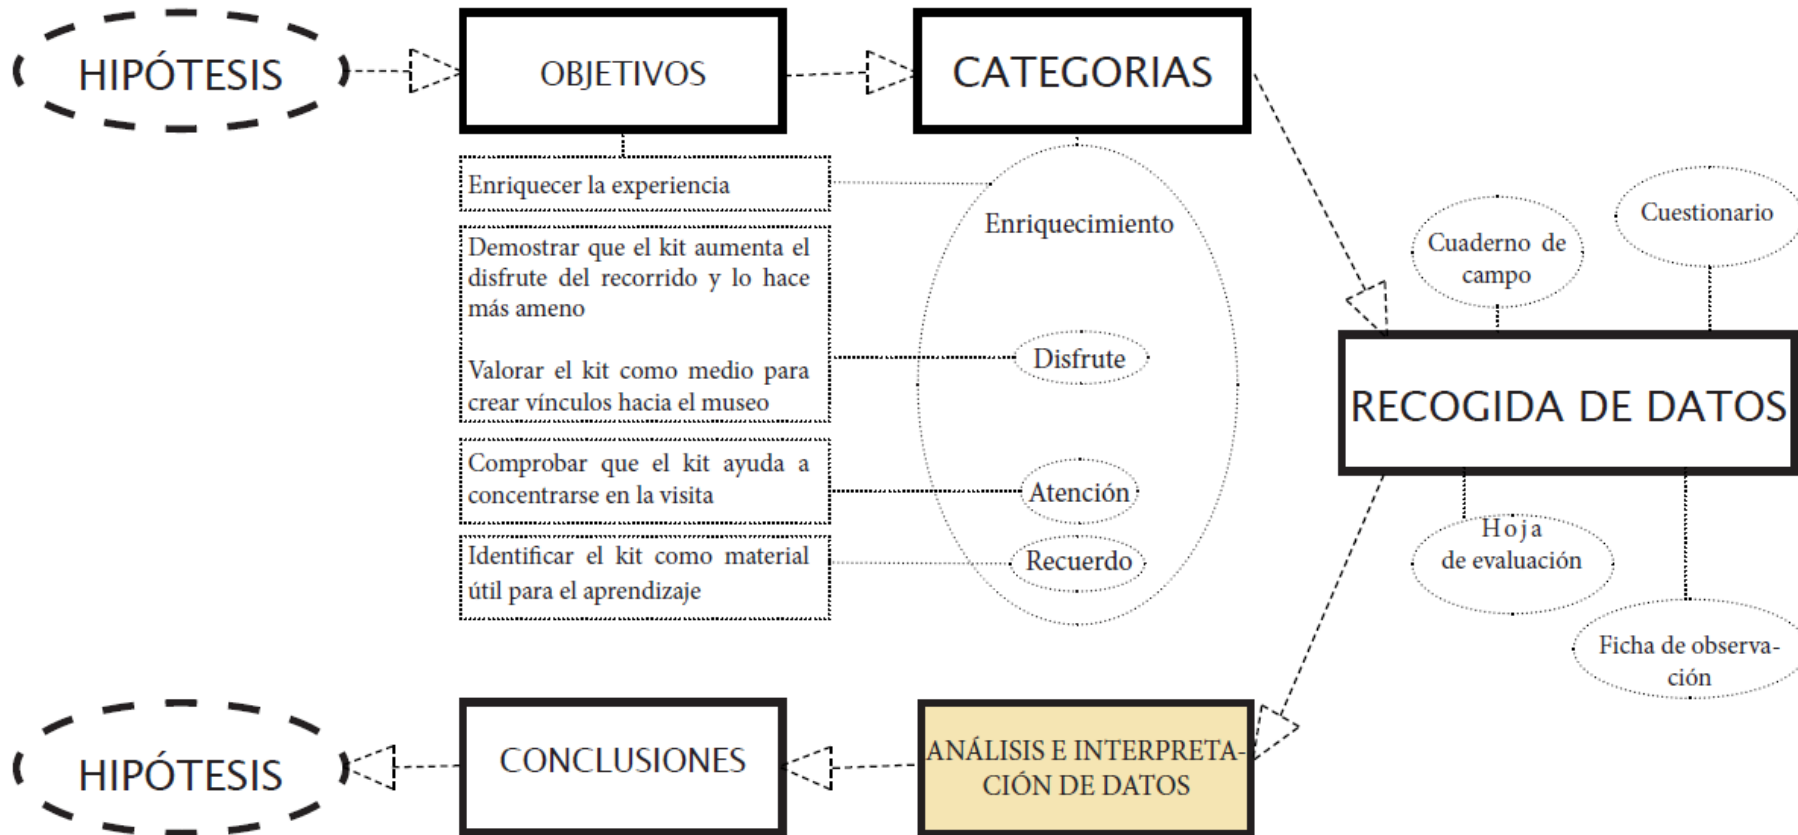 HIPÓTESIS
OBJETIVOS
CATEGORIAS
Enriquecer la experiencia
Demostrar que el kit aumenta el
disfrute del recorrido y lo hace
más ameno
Valorar el kit como medio para
crear vínculos hacia el museo
Comprobar que el kit ayuda a
concentrarse en la visita
Identificar el kit como material
útil para el aprendizaje
Enriquecimiento
Disfrute
Atención
Recuerdo
Cuaderno de
campo
Cuestionario
RECOGIDA DE DATOS
Hoja
de evaluación
Ficha de observa-
ción
ANÁLISIS E INTERPRETA-
CIÓN DE DATOS
CONCLUSIONES
HIPÓTESIS